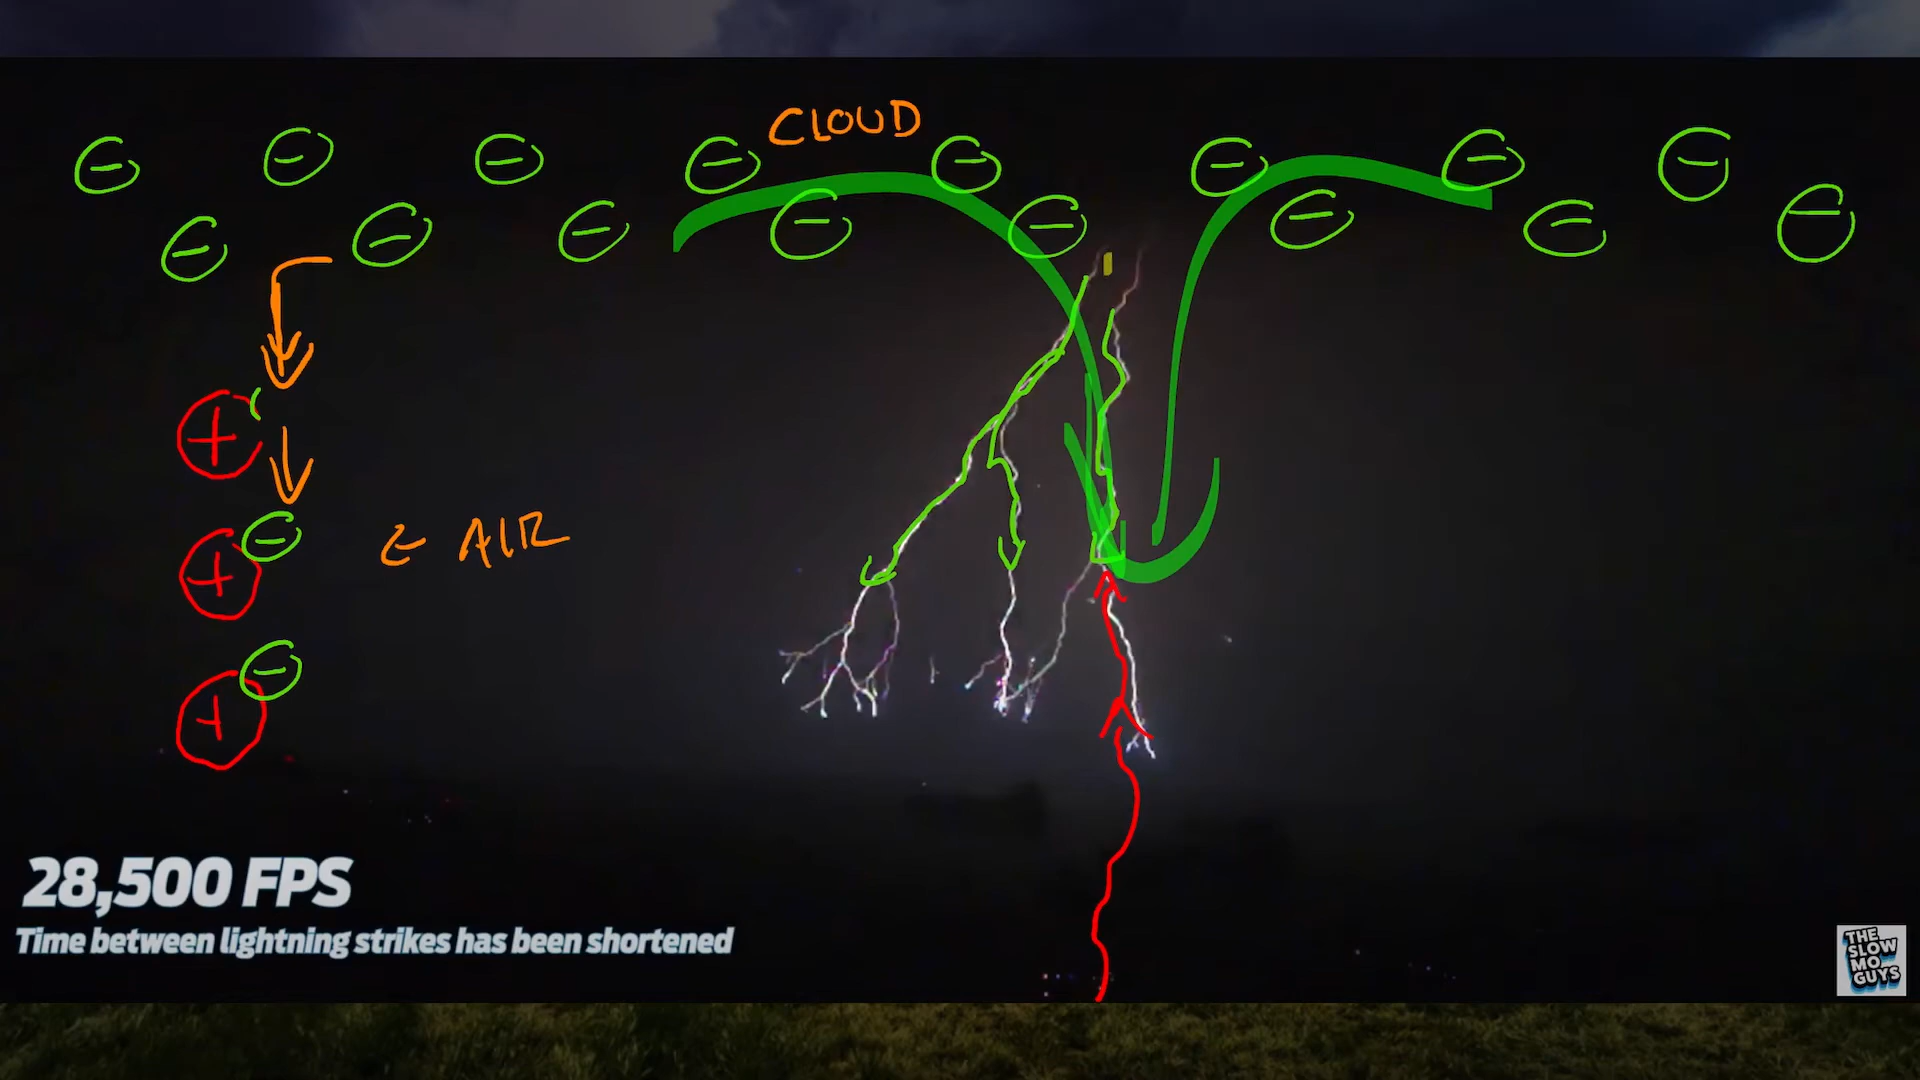 CLOUD
← AIR
28,500 FPS
Time between lightning strikes has been shortened
THE
SLOW
MO
GUYS